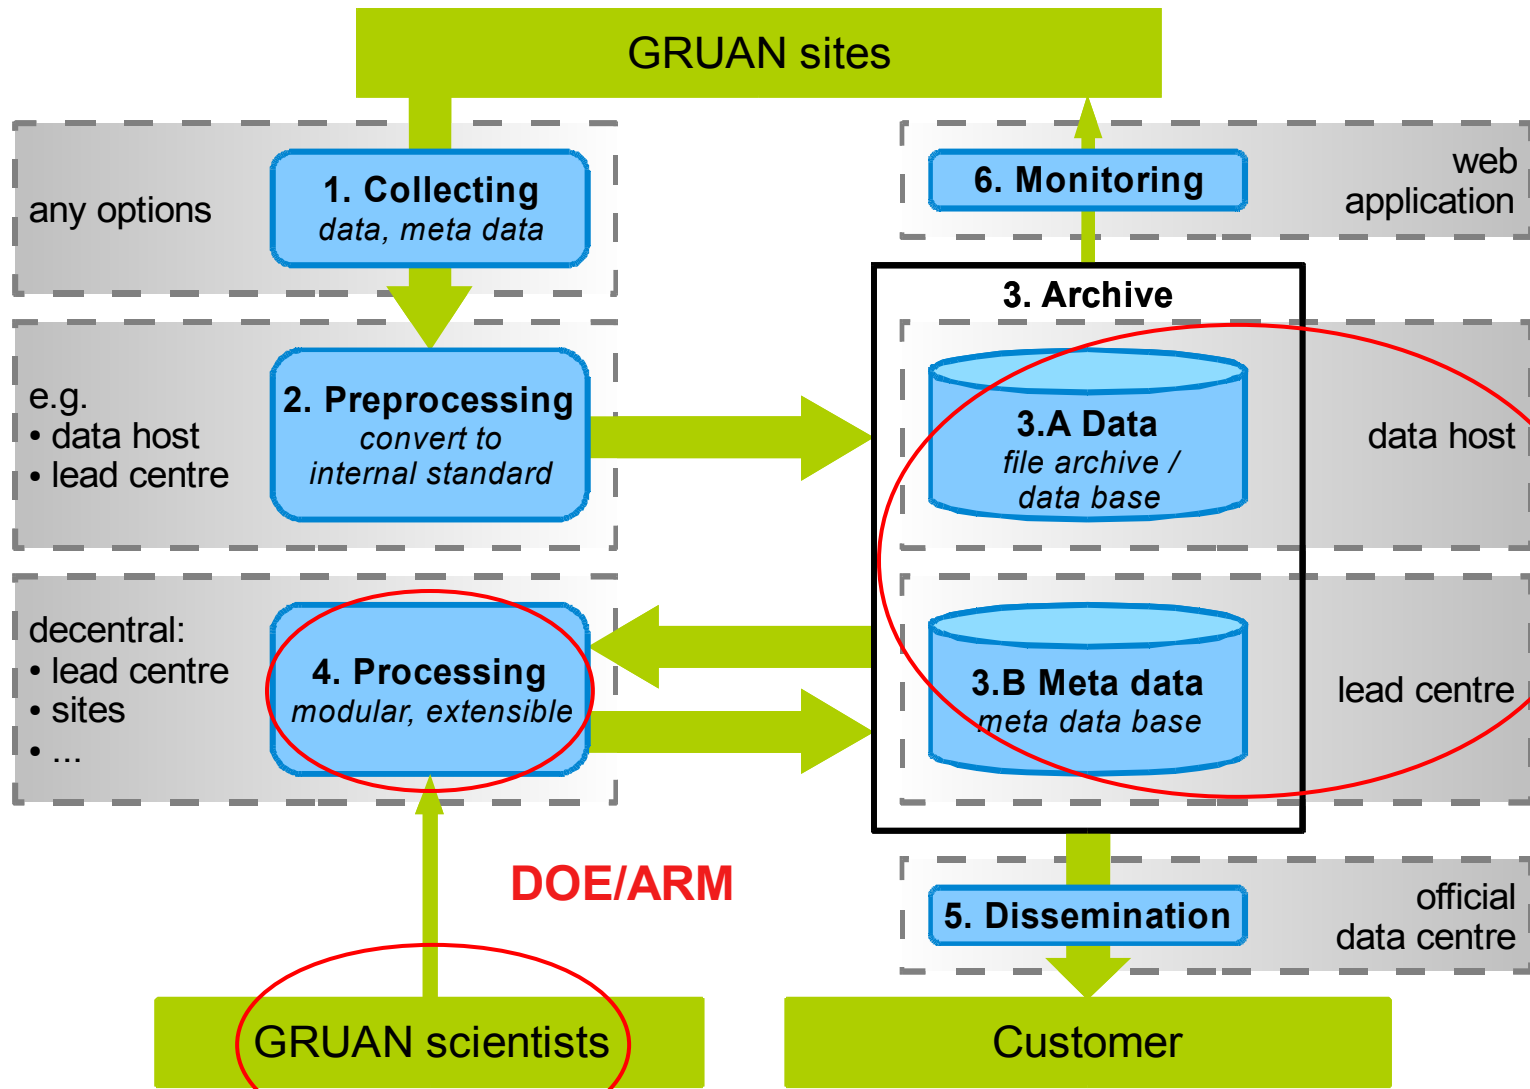 GRUAN sites
any options
1. Collecting
data, meta data
6. Monitoring
web
application
e.g.
• data host
• lead centre
2. Preprocessing
convert to
internal standard
3. Archive
3.A Data
file archive /
data base
data host
decentral:
• lead centre
• sites
• ...
4. Processing
modular, extensible
3.B Meta data
meta data base
lead centre
DOE/ARM
5. Dissemination
official
data centre
GRUAN scientists
Customer